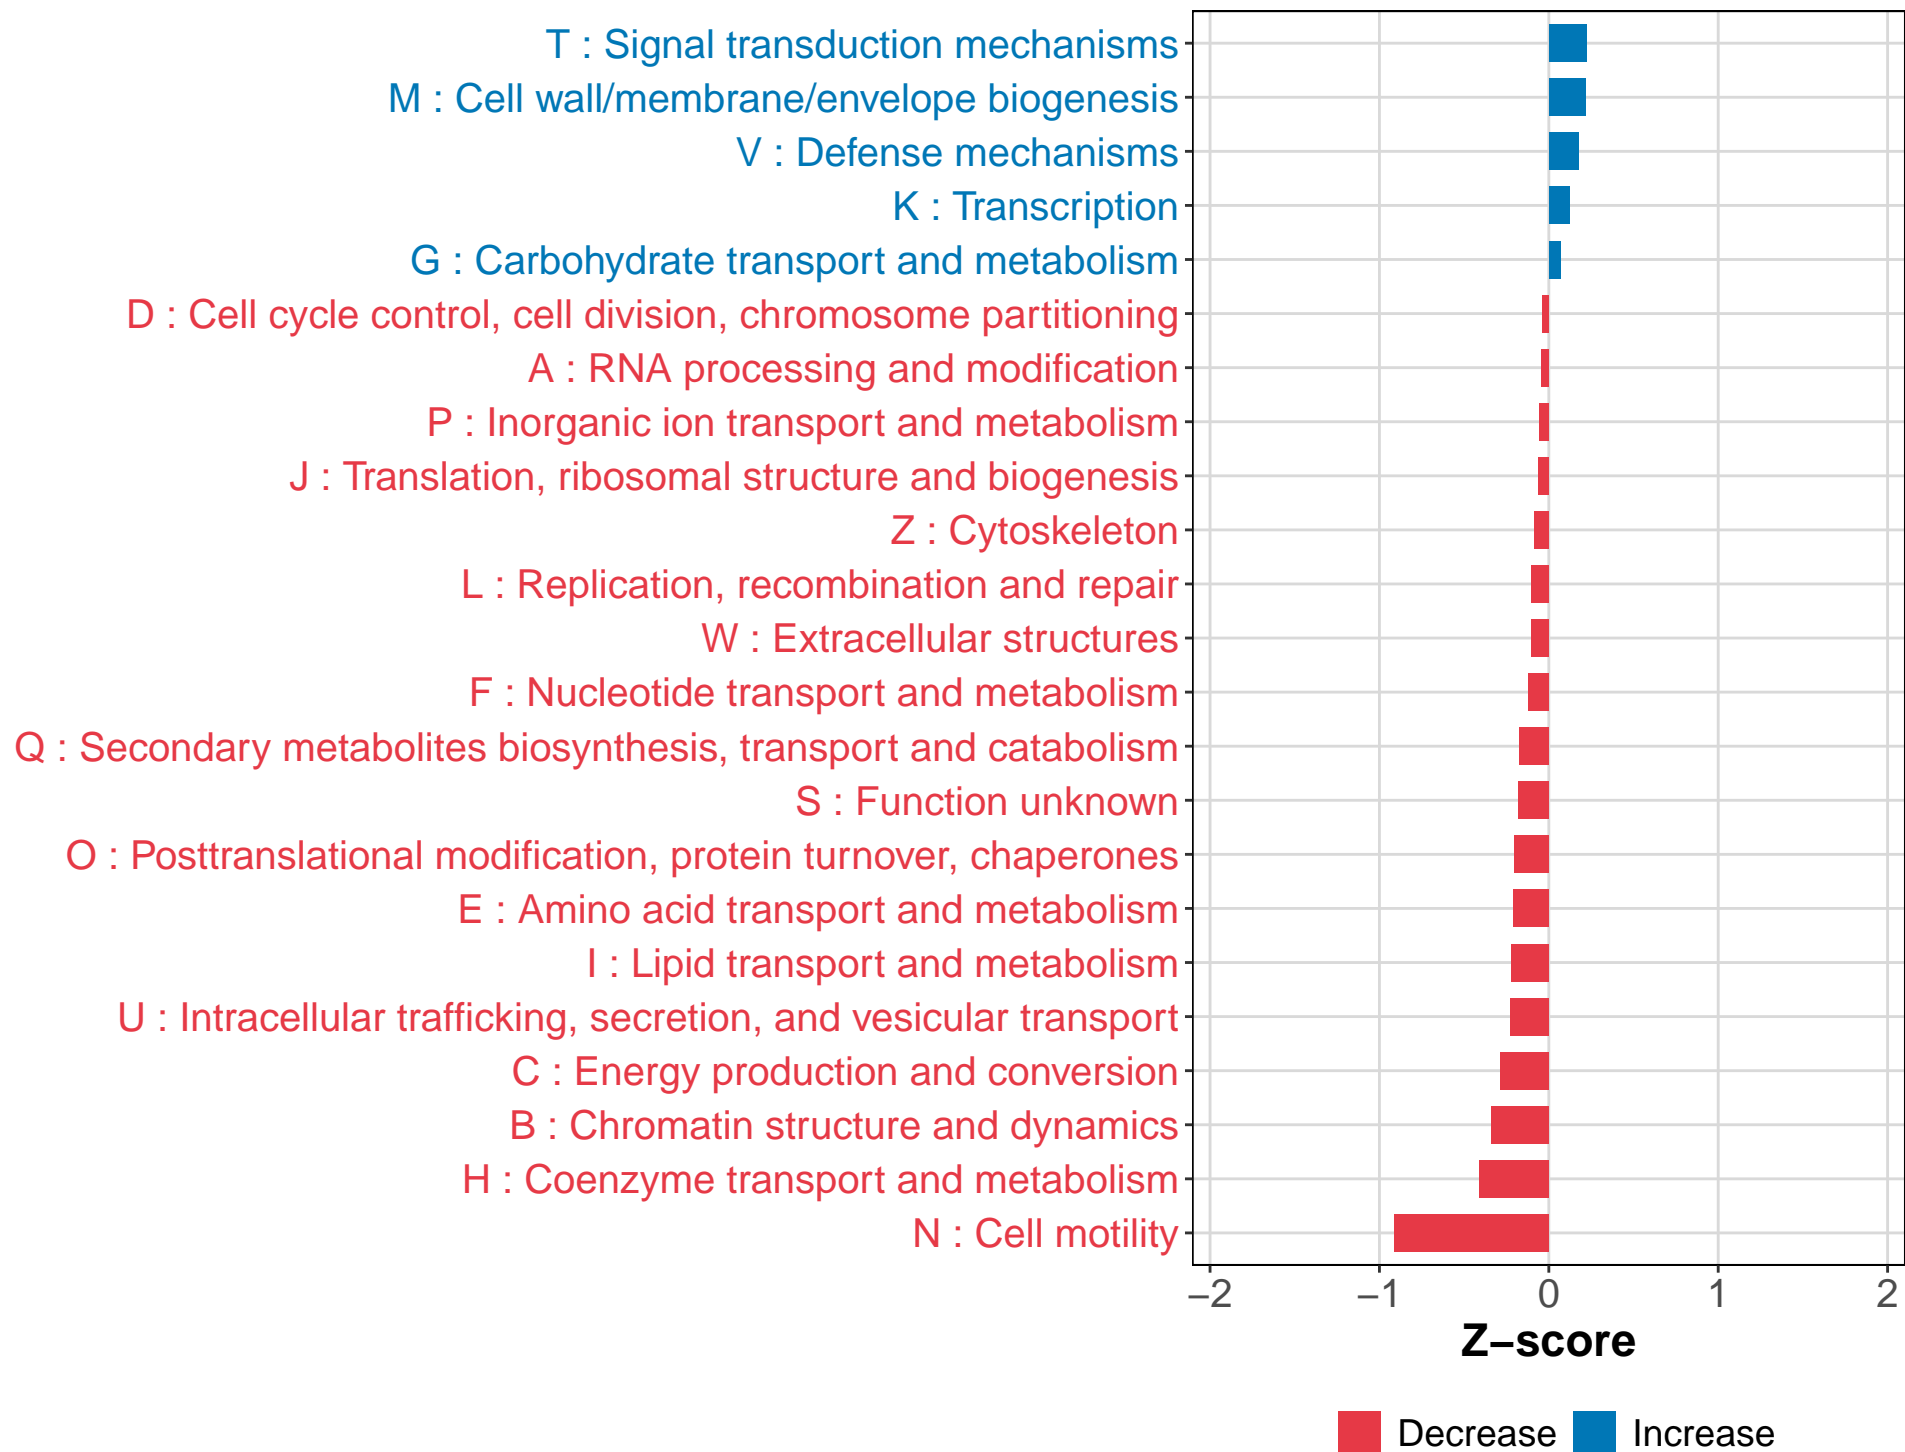 T : Signal transduction mechanisms
M : Cell wall/membrane/envelope biogenesis
V : Defense mechanisms
K : Transcription
G : Carbohydrate transport and metabolism
D : Cell cycle control, cell division, chromosome partitioning
A : RNA processing and modification
P : Inorganic ion transport and metabolism
J : Translation, ribosomal structure and biogenesis
Z : Cytoskeleton
L : Replication, recombination and repair
W : Extracellular structures
F : Nucleotide transport and metabolism
Q : Secondary metabolites biosynthesis, transport and catabolism
S : Function unknown
O : Posttranslational modification, protein turnover, chaperones
E : Amino acid transport and metabolism
I : Lipid transport and metabolism
U : Intracellular trafficking, secretion, and vesicular transport
C : Energy production and conversion
B : Chromatin structure and dynamics
H : Coenzyme transport and metabolism
N : Cell motility
−2 −1 0 1 2
Z−score
Decrease Increase